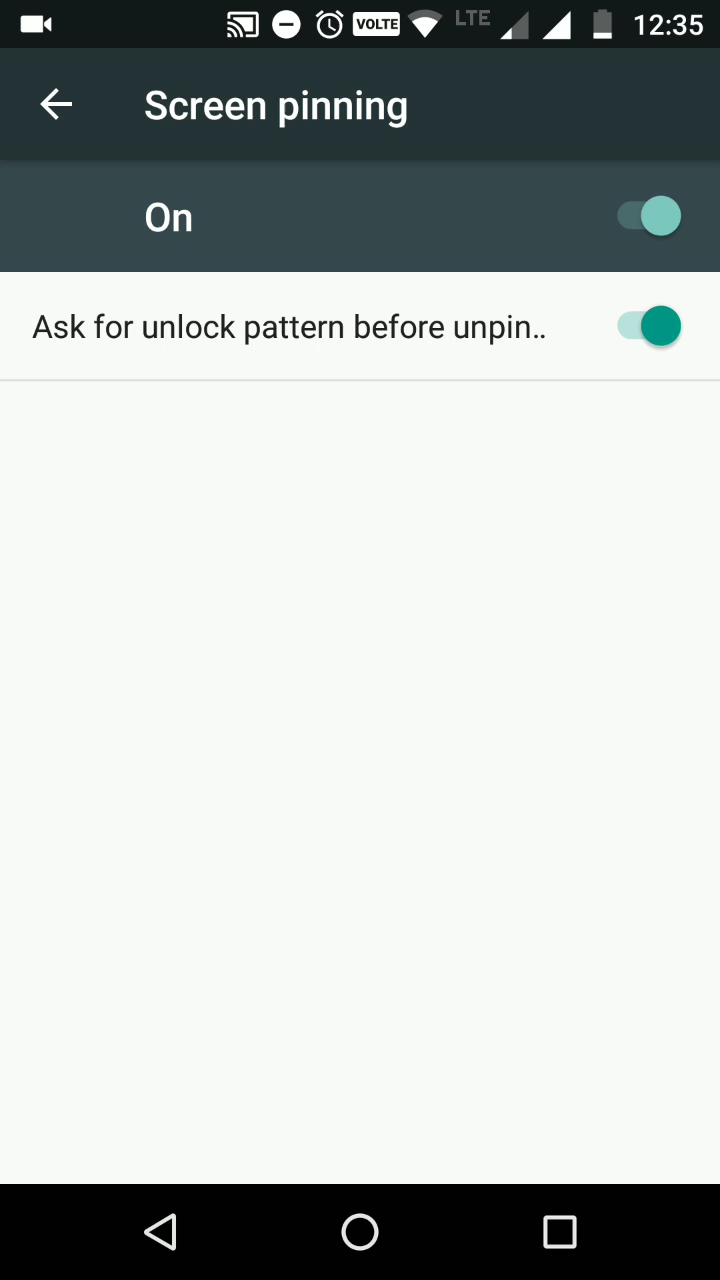 VOLTE LTE 12:35
Screen pinning
On
Ask for unlock pattern before unpin..